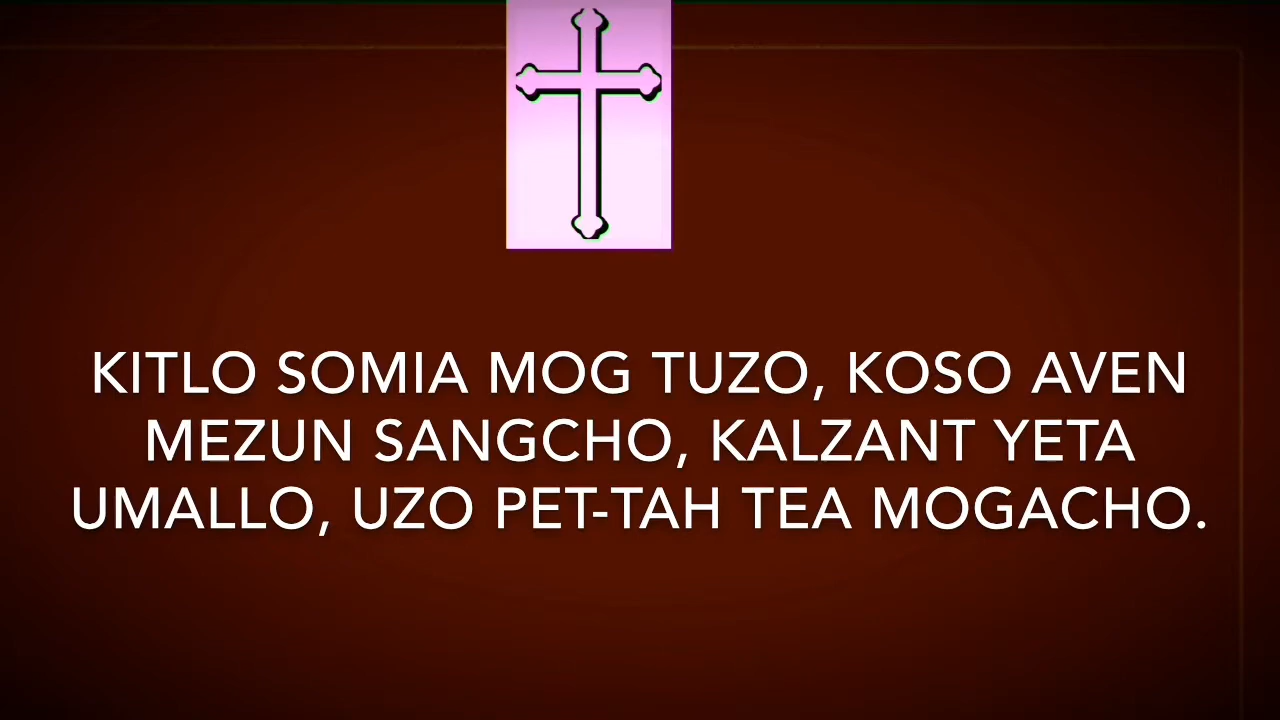 KITLO SOMIA MOG TUZO, KOSO AVEN
MEZUN SANGCHO, KALZANT YETA
UMALLO, UZO PET-TAH TEA MOGACHO.